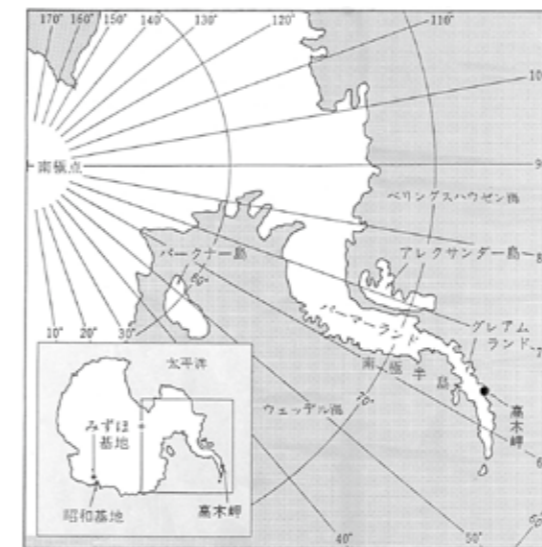 170°
160°
150°
140°
130°
120°
110°
南極点
ベリングスハウゼン海
バークナー島
アレクサンダー島
80°
パーマーランド
グレアム
ランド
南極半島
70°
ウェッデル海
高木岬
10°
20°
30°
40°
50°
60°
太平洋
みずほ
基地
昭和基地
高木岬